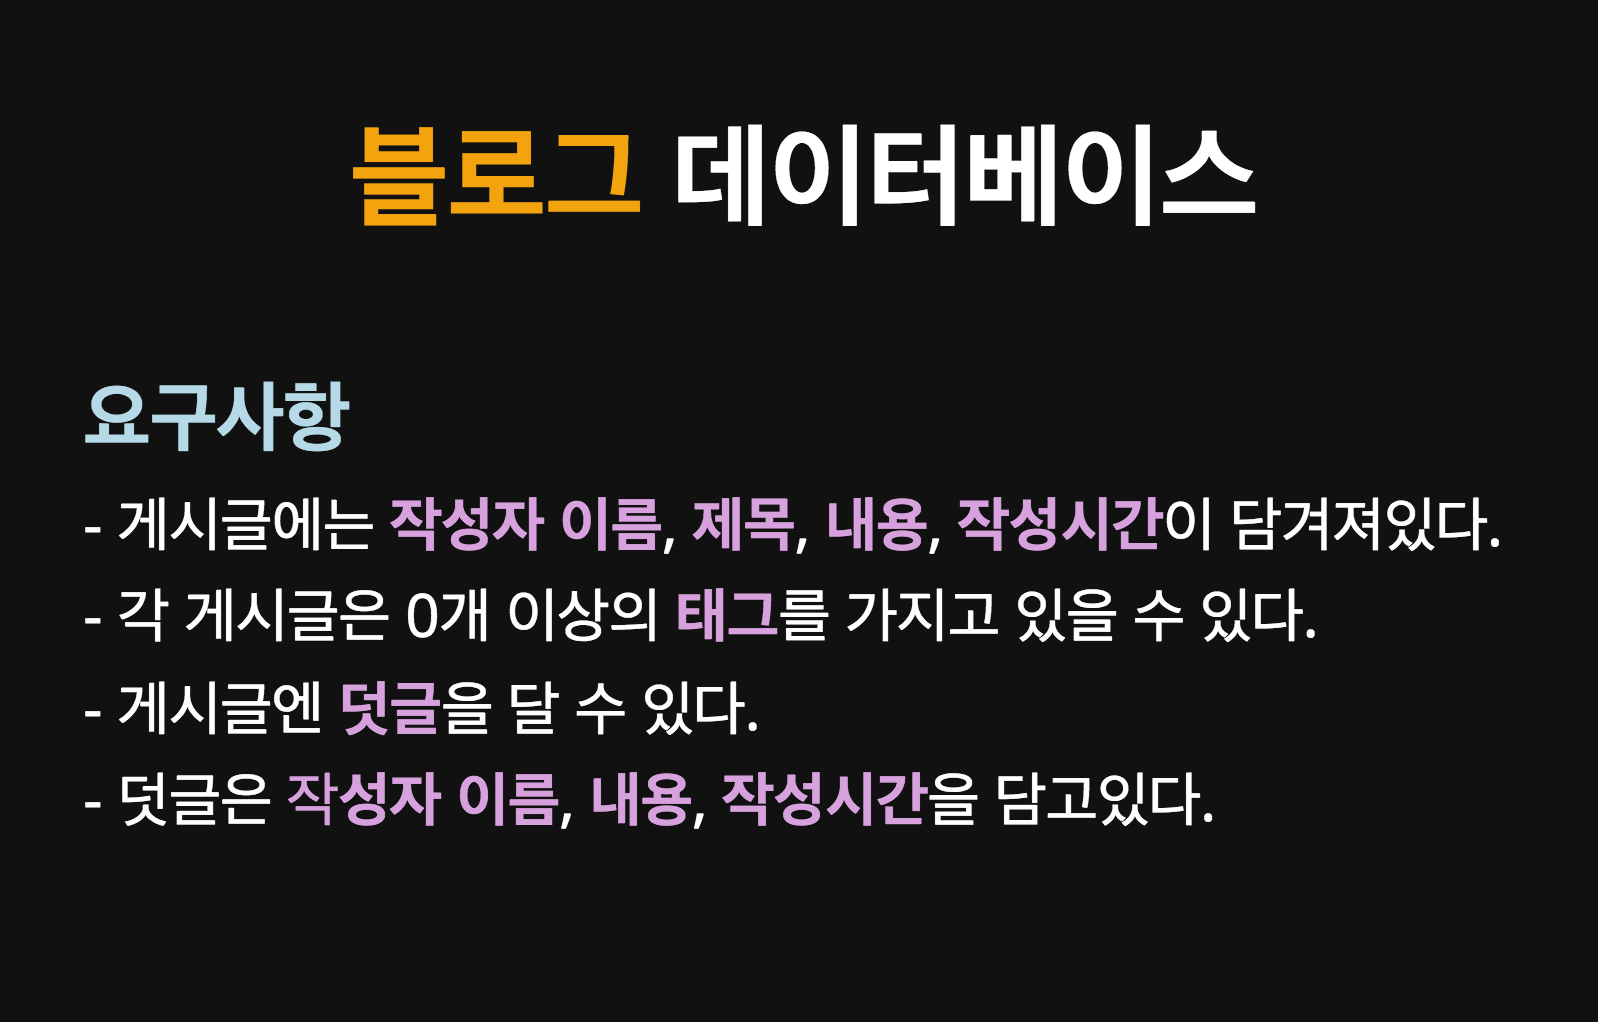 블로그 데이터베이스
요구사항
- 게시글에는 작성자 이름, 제목, 내용, 작성시간이 담겨져있다.
- 각 게시글은 0개 이상의 태그를 가지고 있을 수 있다.
- 게시글엔 덧글을 달 수 있다.
- 덧글은 작성자 이름, 내용, 작성시간을 담고있다.